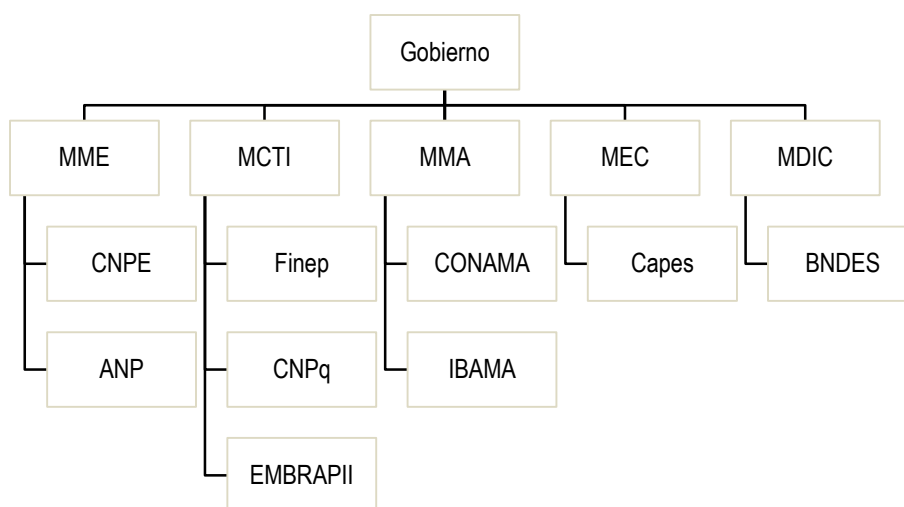 Gobierno
MME
MCTI
MMA
MEC
MDIC
CNPE
Finep
CONAMA
Capes
BNDES
ANP
CNPq
IBAMA
EMBRAPII